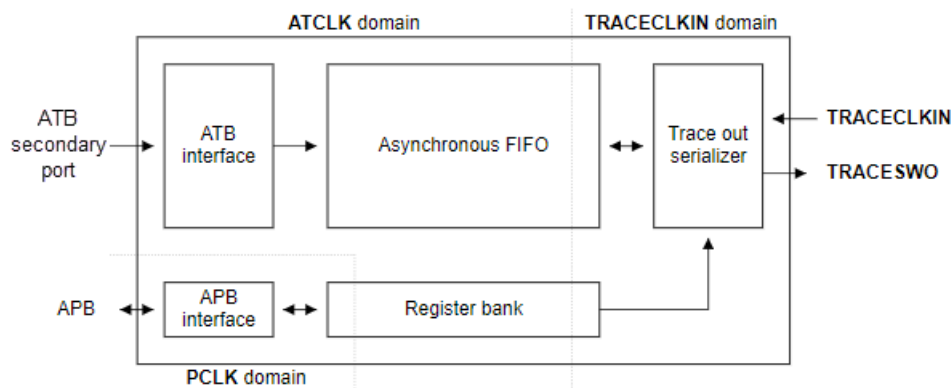 ATCLK domain
TRACECLKIN domain
ATB
secondary
port
ATB
interface
Asynchronous FIFO
Trace out
serializer
TRACECLKIN
TRACESWO
APB
APB
interface
Register bank
PCLK domain